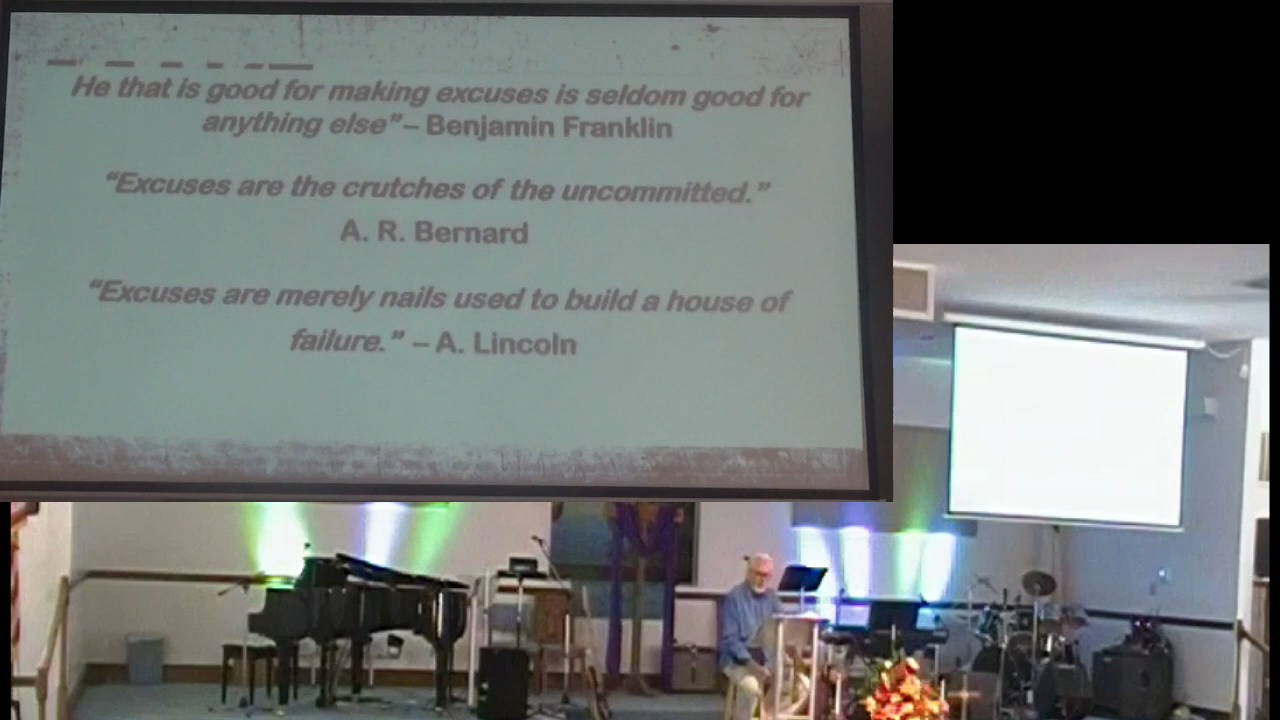 He that is good for making excuses is seldom good for
anything else” – Benjamin Franklin
“Excuses are the crutches of the uncommitted.”
A. R. Bernard
“Excuses are merely nails used to build a house of
failure.” – A. Lincoln